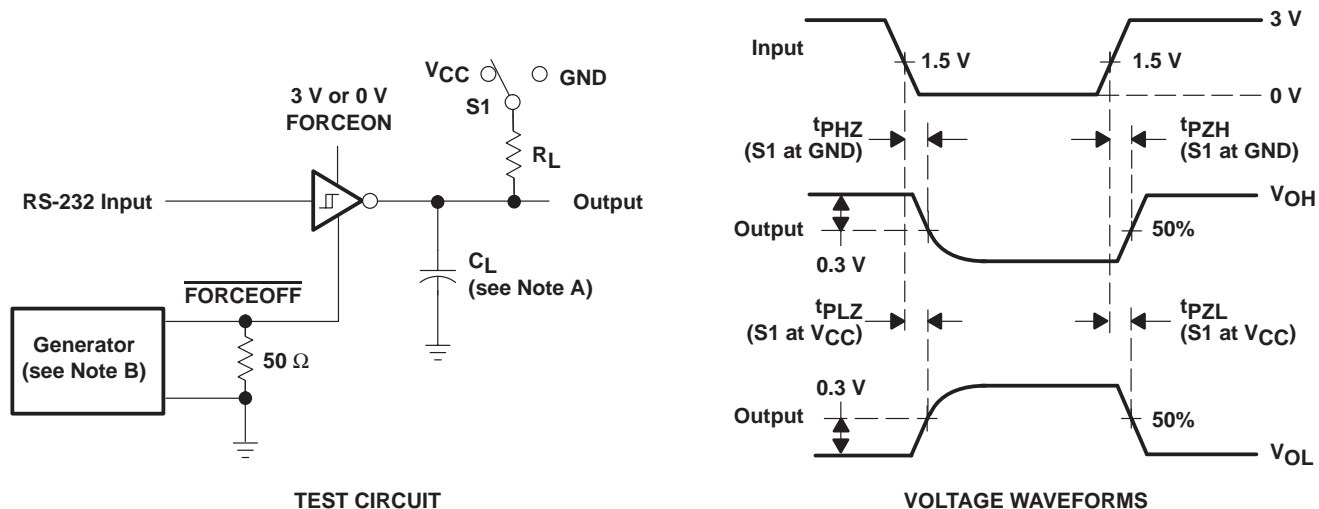 3 V or 0 V
FORCEON
VCC
GND
S1
RL
RS-232 Input
Output
CL
(see Note A)
FORCEOFF
Generator
(see Note B)
50 Ω
TEST CIRCUIT
Input
3 V
1.5 V
1.5 V
0 V
tPHZ
(S1 at GND)
tPZH
(S1 at GND)
VOH
Output
50%
0.3 V
tPLZ
(S1 at VCC)
tPZL
(S1 at VCC)
0.3 V
Output
50%
VOL
VOLTAGE WAVEFORMS